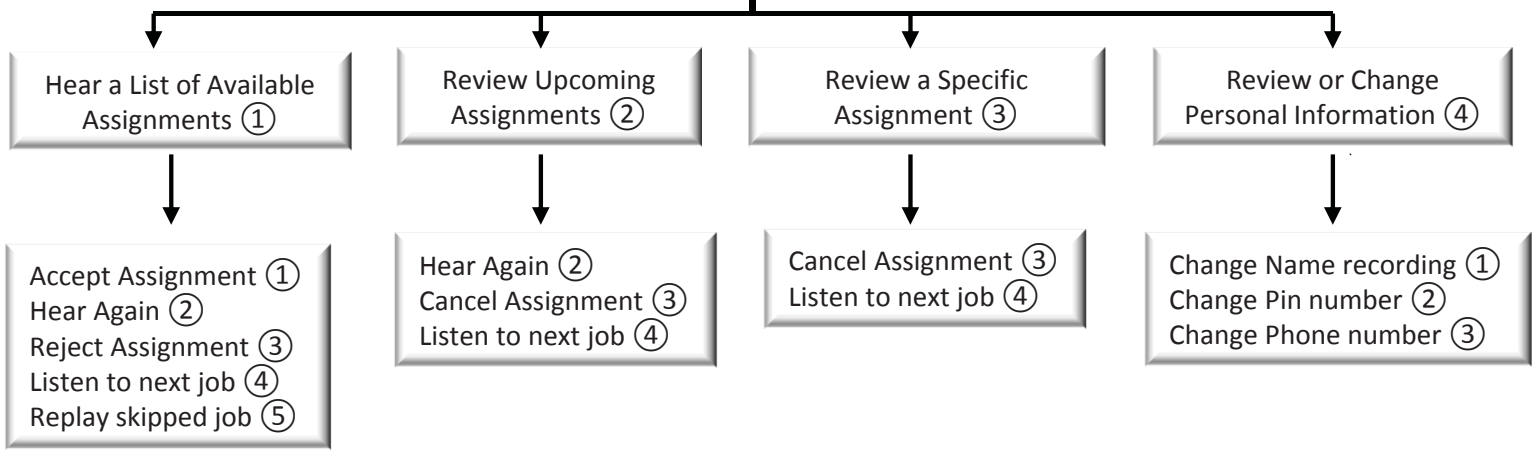 Hear a List of Available
Assignments ①
Review Upcoming
Assignments ②
Review a Specific
Assignment ③
Review or Change
Personal Information ④
Accept Assignment ①
Hear Again ②
Reject Assignment ③
Listen to next job ④
Replay skipped job ⑤
Hear Again ②
Cancel Assignment ③
Listen to next job ④
Cancel Assignment ③
Listen to next job ④
Change Name recording ①
Change Pin number ②
Change Phone number ③